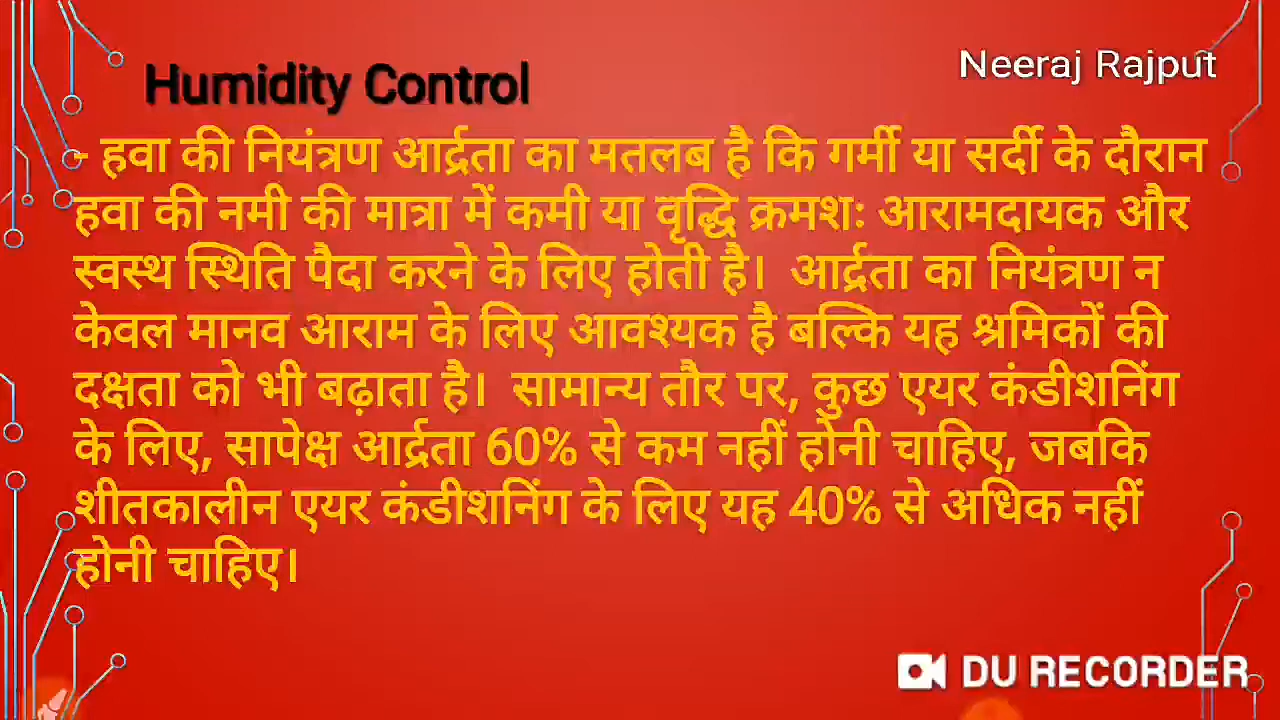 Humidity Control
Neeraj Rajput
- हवा की नियंत्रण आर्द्रता का मतलब है कि गर्मी या सर्दी के दौरान
हवा की नमी की मात्रा में कमी या वृद्धि क्रमशः आरामदायक और
स्वस्थ स्थिति पैदा करने के लिए होती है। आर्द्रता का नियंत्रण न
केवल मानव आराम के लिए आवश्यक है बल्कि यह श्रमिकों की
दक्षता को भी बढ़ाता है। सामान्य तौर पर, कुछ एयर कंडीशनिंग
के लिए, सापेक्ष आर्द्रता 60% से कम नहीं होनी चाहिए, जबकि
शीतकालीन एयर कंडीशनिंग के लिए यह 40% से अधिक नहीं
होनी चाहिए।
DU RECORDER